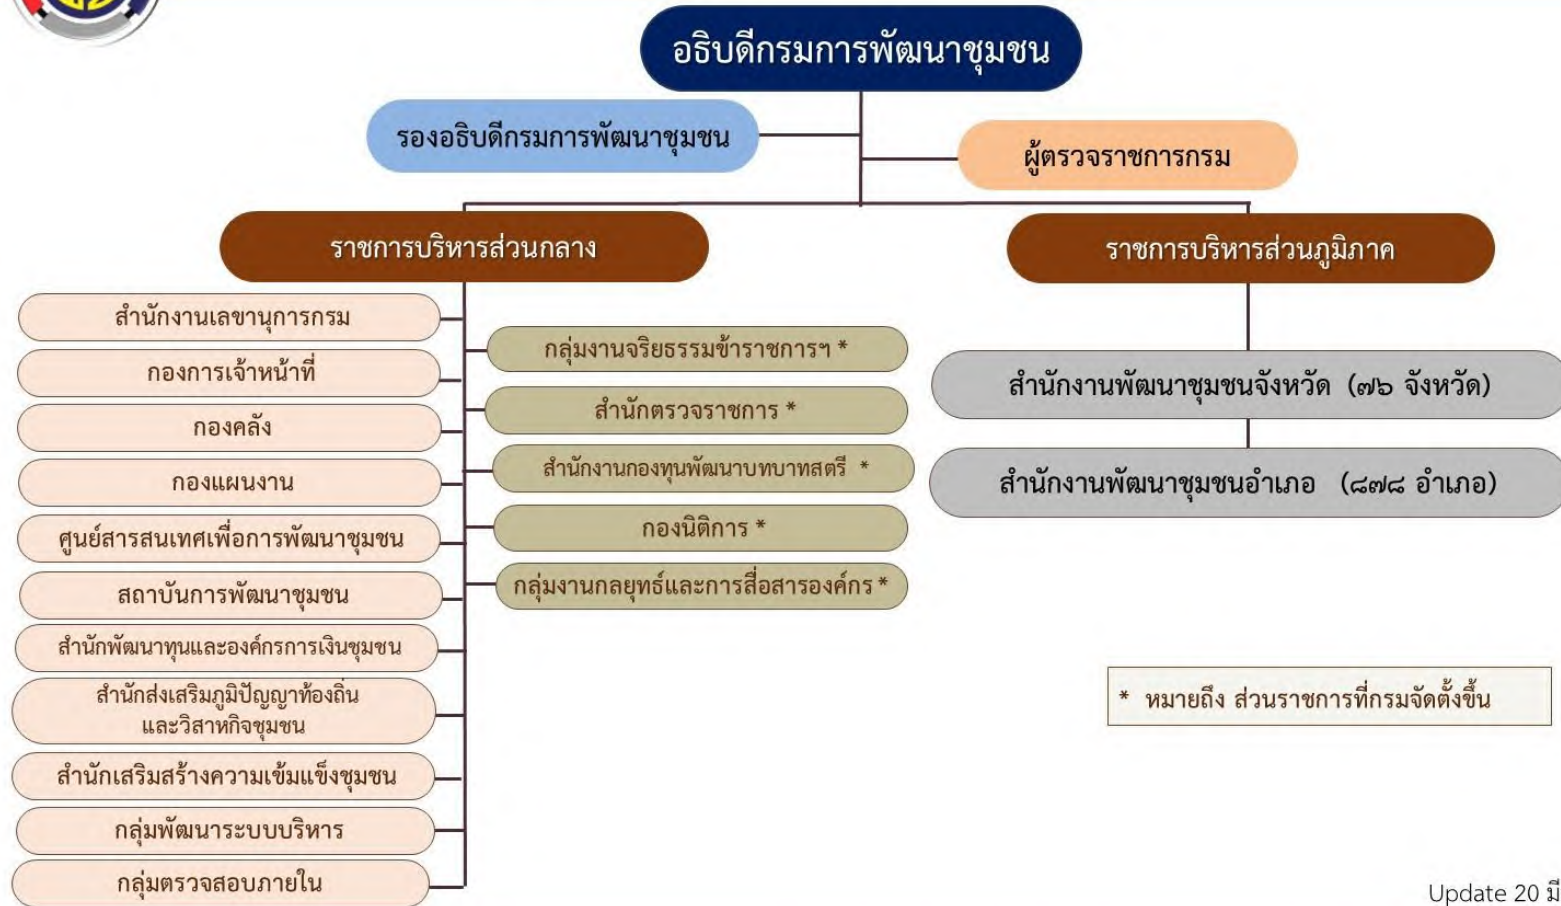 อธิบดีกรมการพัฒนาชุมชน
รองอธิบดีกรมการพัฒนาชุมชน
ผู้ตรวจราชการกรม
ราชการบริหารส่วนกลาง
สำนักงานเลขานุการกรม
กองการเจ้าหน้าที่
กองคลัง
กองแผนงาน
ศูนย์สารสนเทศเพื่อการพัฒนาชุมชน
สถาบันการพัฒนาชุมชน
สำนักพัฒนาทุนและองค์กรการเงินชุมชน
สำนักส่งเสริมภูมิปัญญาท้องถิ่น
และวิสาหกิจชุมชน
สำนักเสริมสร้างความเข้มแข็งชุมชน
กลุ่มพัฒนาระบบบริหาร
กลุ่มตรวจสอบภายใน
กลุ่มงานจริยธรรมข้าราชการฯ *
สำนักตรวจราชการ *
สำนักงานกองทุนพัฒนาบทบาทสตรี *
กองนิติการ *
กลุ่มงานกลยุทธ์และการสื่อสารองค์กร *
ราชการบริหารส่วนภูมิภาค
สำนักงานพัฒนาชุมชนจังหวัด (๗๖ จังหวัด)
สำนักงานพัฒนาชุมชนอำเภอ (๘๗๘ อำเภอ)
* หมายถึง ส่วนราชการที่กรมจัดตั้งขึ้น
Update 20 มี